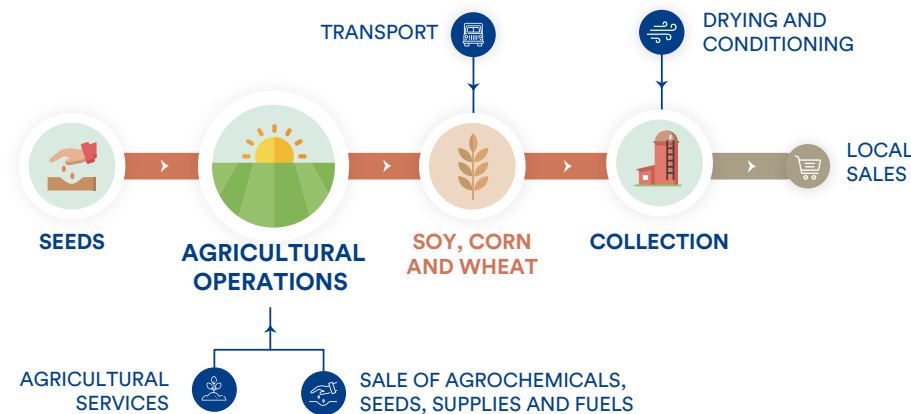 TRANSPORT
DRYING AND
CONDITIONING
LOCAL
SALES
SEEDS
AGRICULTURAL
OPERATIONS
SOY, CORN
AND WHEAT
COLLECTION
AGRICULTURAL
SERVICES
SALE OF AGROCHEMICALS,
SEEDS, SUPPLIES AND FUELS